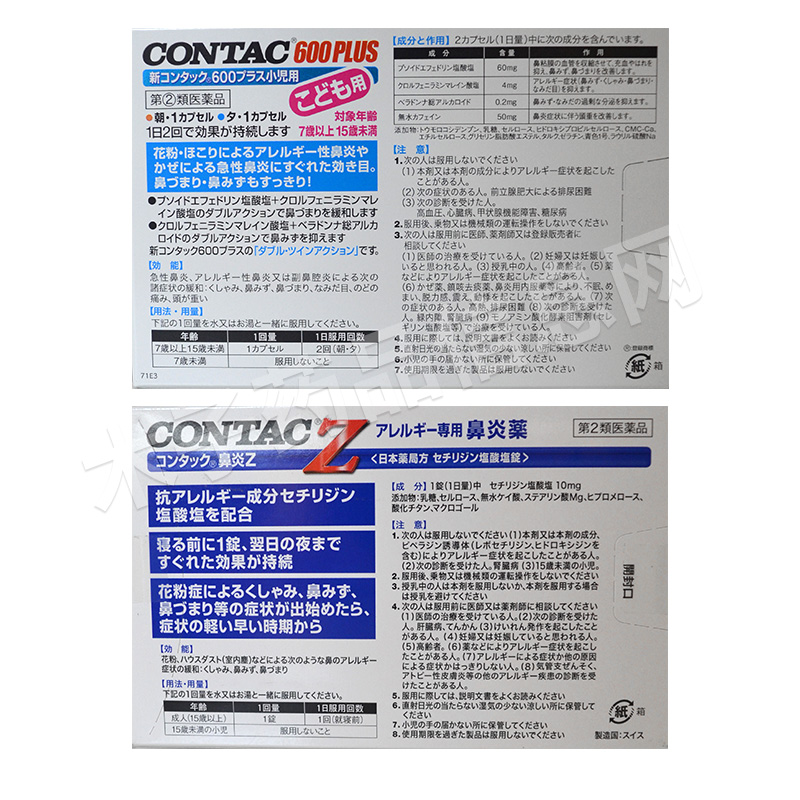 CONTAC® 600 PLUS
新コンタック®600プラス小児用
こども用
第②類医薬品
●朝・1カプセル ●夕・1カプセル
1日2回で効果が持続します
対象年齢
7歳以上15歳未満
花粉・ほこりによるアレルギー性鼻炎や
かぜによる急性鼻炎にすぐれた効き目。
鼻づまり・鼻みずもすっきり!
●プソイドエフェドリン塩酸塩+クロルフェニラミンマレ
イン酸塩のダブルアクションで鼻づまりを緩和します
●クロルフェニラミンマレイン酸塩+ベラドンナ総アルカ
ロイドのダブルアクションで鼻みずを抑えます
新コンタック600プラスの「ダブル・ツインアクション」です。
【効 能】
急性鼻炎、アレルギー性鼻炎又は副鼻腔炎による次の
諸症状の緩和:くしゃみ、鼻みず、鼻づまり、なみだ目、のどの
痛み、頭が重い
【用法・用量】
下記の1回量を水又はお湯と一緒に服用してください。
年齢 1回量 1日服用回数
7歳以上15歳未満 1カプセル 2回(朝・夕)
7歳未満 服用しないこと
71E3
【成分と作用】 2カプセル(1日量)中に次の成分を含んでいます。
成 分 含 量 作 用
プソイドエフェドリン塩酸塩 60mg 鼻粘膜の血管を収縮させて、充血やはれを
抑え、鼻みず、鼻づまりを改善します。
クロルフェニラミンマレイン酸塩 4mg アレルギー症状(くしゃみ・鼻みず・鼻づまり・
なみだ目)を抑えます。
ベラドンナ総アルカロイド 0.2mg 鼻みず・なみだの過剰な分泌を抑えます。
無水カフェイン 50mg 鼻炎症状に伴う頭重を改善します。
添加物:トウモロコシデンプン、乳糖、セルロース、ヒドロキシプロピルセルロース、CMC-Ca、
エチルセルロース、グリセリン脂肪酸エステル、タルク、ゼラチン、青色1号、ラウリル硫酸Na
【注 意】
1.次の人は服用しないでください
(1)本剤又は本剤の成分によりアレルギー症状を起こした
ことがある人。
(2)次の症状のある人。前立腺肥大による排尿困難
(3)次の診断を受けた人。
高血圧、心臓病、甲状腺機能障害、糖尿病
2.服用後、乗物又は機械類の運転操作をしないでください
3.次の人は服用前に医師、薬剤師又は登録販売者に
相談してください
(1)医師の治療を受けている人。(2)妊婦又は妊娠して
いると思われる人。(3)授乳中の人。(4)高齢者。(5)薬
などによりアレルギー症状を起こしたことがある人。
(6)かぜ薬、鎮咳去痰薬、鼻炎用内服薬等により、不眠、め
まい、脱力感、震え、動悸を起こしたことがある人。(7)次
の症状のある人。高熱、排尿困難(8)次の診断を受け
た人。緑内障、腎臓病(9)モノアミン酸化酵素阻害剤(セ
レギリン塩酸塩等)で治療を受けている人。
4.服用に際しては、説明文書をよくお読みください
5.直射日光の当たらない湿気の少ない涼しい所に保管してください
6.小児の手の届かない所に保管してください
7.使用期限を過ぎた製品は服用しないでください
®:登録商標
紙 箱
CONTAC® Z
コンタック®鼻炎Z
アレルギー専用 鼻炎薬
第2類医薬品
〈日本薬局方 セチリジン塩酸塩錠〉
抗アレルギー成分セチリジン
塩酸塩を配合
寝る前に1錠、翌日の夜まで
すぐれた効果が持続
花粉症によるくしゃみ、鼻みず、
鼻づまり等の症状が出始めたら、
症状の軽い早い時期から
【効 能】
花粉、ハウスダスト(室内塵)などによる次のような鼻のアレルギー
症状の緩和:くしゃみ、鼻みず、鼻づまり
【用法・用量】
下記の1回量を水又はお湯と一緒に服用してください。
年齢 1回量 1日服用回数
成人(15歳以上) 1錠 1回(就寝前)
15歳未満の小児 服用しないこと
【成 分】 1錠(1日量)中 セチリジン塩酸塩 10mg
添加物:乳糖、セルロース、無水ケイ酸、ステアリン酸Mg、ヒプロメロース、
酸化チタン、マクロゴール
【注 意】
1.次の人は服用しないでください(1)本剤又は本剤の成分、
ピペラジン誘導体(レボセチリジン、ヒドロキシジンを
含む)によりアレルギー症状を起こしたことがある人。
(2)次の診断を受けた人。腎臓病(3)15歳未満の小児。
2.服用後、乗物又は機械類の運転操作をしないでください
3.授乳中の人は本剤を服用しないか、本剤を服用する場合
は授乳を避けてください
4.次の人は服用前に医師又は薬剤師に相談してください
(1)医師の治療を受けている人。(2)次の診断を受けた
人。肝臓病、てんかん(3)けいれん発作を起こしたことが
ある人。(4)妊婦又は妊娠していると思われる人。
(5)高齢者。(6)薬などによりアレルギー症状を起こし
たことがある人。(7)アレルギーによる症状か他の原因
による症状かはっきりしない人。(8)気管支ぜんそく、
アトピー性皮膚炎等の他のアレルギー疾患の診断を受
けたことがある人。
5.服用に際しては、説明文書をよくお読みください
6.直射日光の当たらない湿気の少ない涼しい所に保管して
ください
7.小児の手の届かない所に保管してください
8.使用期限を過ぎた製品は服用しないでください
開封口
紙 箱
製造国:スイス